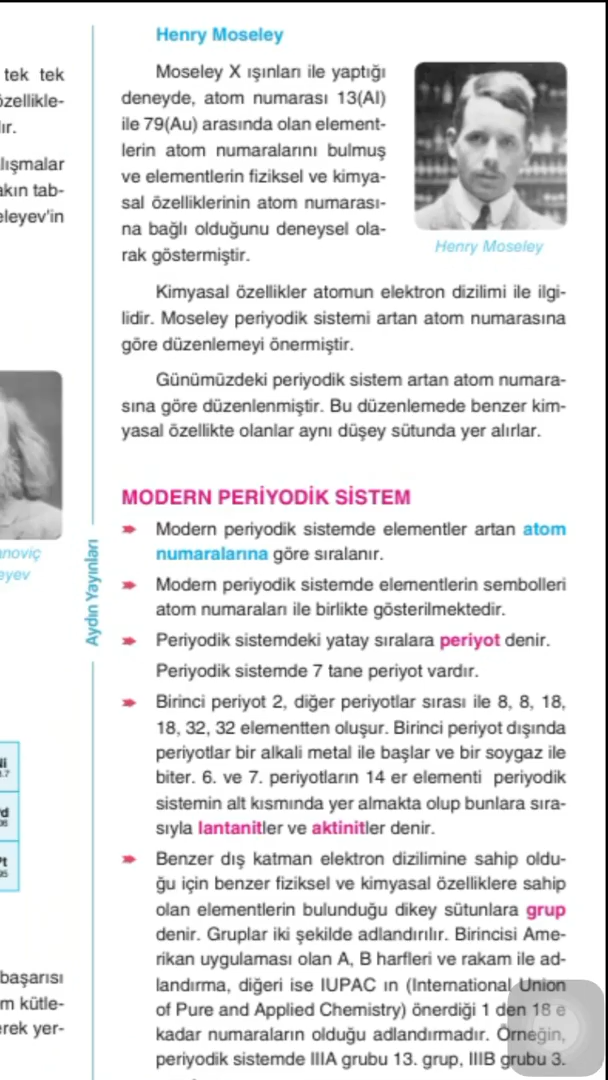 tek tek
özellikle-
ır.
lışmalar
akın tab-
eleyev'in
anoviç
eyev
Ni
Pd
Pt
başarısı
m kütle-
erek yer-
Aydın Yayınları
Henry Moseley
Moseley X ışınları ile yaptığı
deneyde, atom numarası 13(Al)
ile 79(Au) arasında olan element-
lerin atom numaralarını bulmuş
ve elementlerin fiziksel ve kimya-
sal özelliklerinin atom numarası-
na bağlı olduğunu deneysel ola-
rak göstermiştir.
Henry Moseley
Kimyasal özellikler atomun elektron dizilimi ile ilgi-
lidir. Moseley periyodik sistemi artan atom numarasına
göre düzenlemeyi önermiştir.
Günümüzdeki periyodik sistem artan atom numara-
sına göre düzenlenmiştir. Bu düzenlemede benzer kim-
yasal özellikte olanlar aynı düşey sütunda yer alırlar.
MODERN PERİYODİK SİSTEM
Modern periyodik sistemde elementler artan atom
numaralarına göre sıralanır.
Modern periyodik sistemde elementlerin sembolleri
atom numaraları ile birlikte gösterilmektedir.
Periyodik sistemdeki yatay sıralara periyot denir.
Periyodik sistemde 7 tane periyot vardır.
Birinci periyot 2, diğer periyotlar sırası ile 8, 8, 18,
18, 32, 32 elementten oluşur. Birinci periyot dışında
periyotlar bir alkali metal ile başlar ve bir soygaz ile
biter. 6. ve 7. periyotların 14 er elementi periyodik
sistemin alt kısmında yer almakta olup bunlara sıra-
sıyla lantanitler ve aktinitler denir.
Benzer dış katman elektron dizilimine sahip oldu-
ğu için benzer fiziksel ve kimyasal özelliklere sahip
olan elementlerin bulunduğu dikey sütunlara grup
denir. Gruplar iki şekilde adlandırılır. Birincisi Ame-
rikan uygulaması olan A, B harfleri ve rakam ile ad-
landırma, diğeri ise IUPAC ın (International Union
of Pure and Applied Chemistry) önerdiği 1 den 18 e
kadar numaraların olduğu adlandırmadır. Örneğin,
periyodik sistemde IIIA grubu 13. grup, IIIB grubu 3.